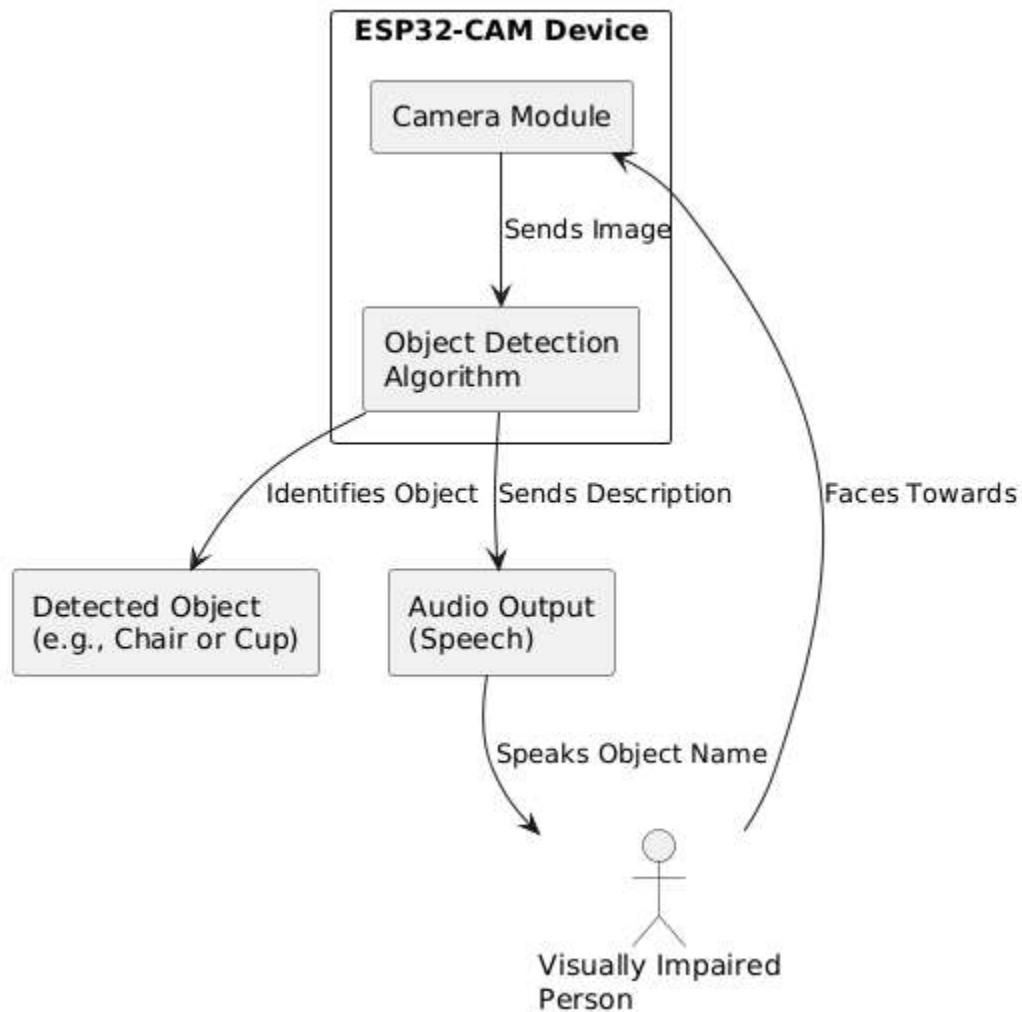 ESP32-CAM Device
Camera Module
Sends Image
Object Detection
Algorithm
Identifies Object
Sends Description
Faces Towards
Detected Object
(e.g., Chair or Cup)
Audio Output
(Speech)
Speaks Object Name
Visually Impaired
Person